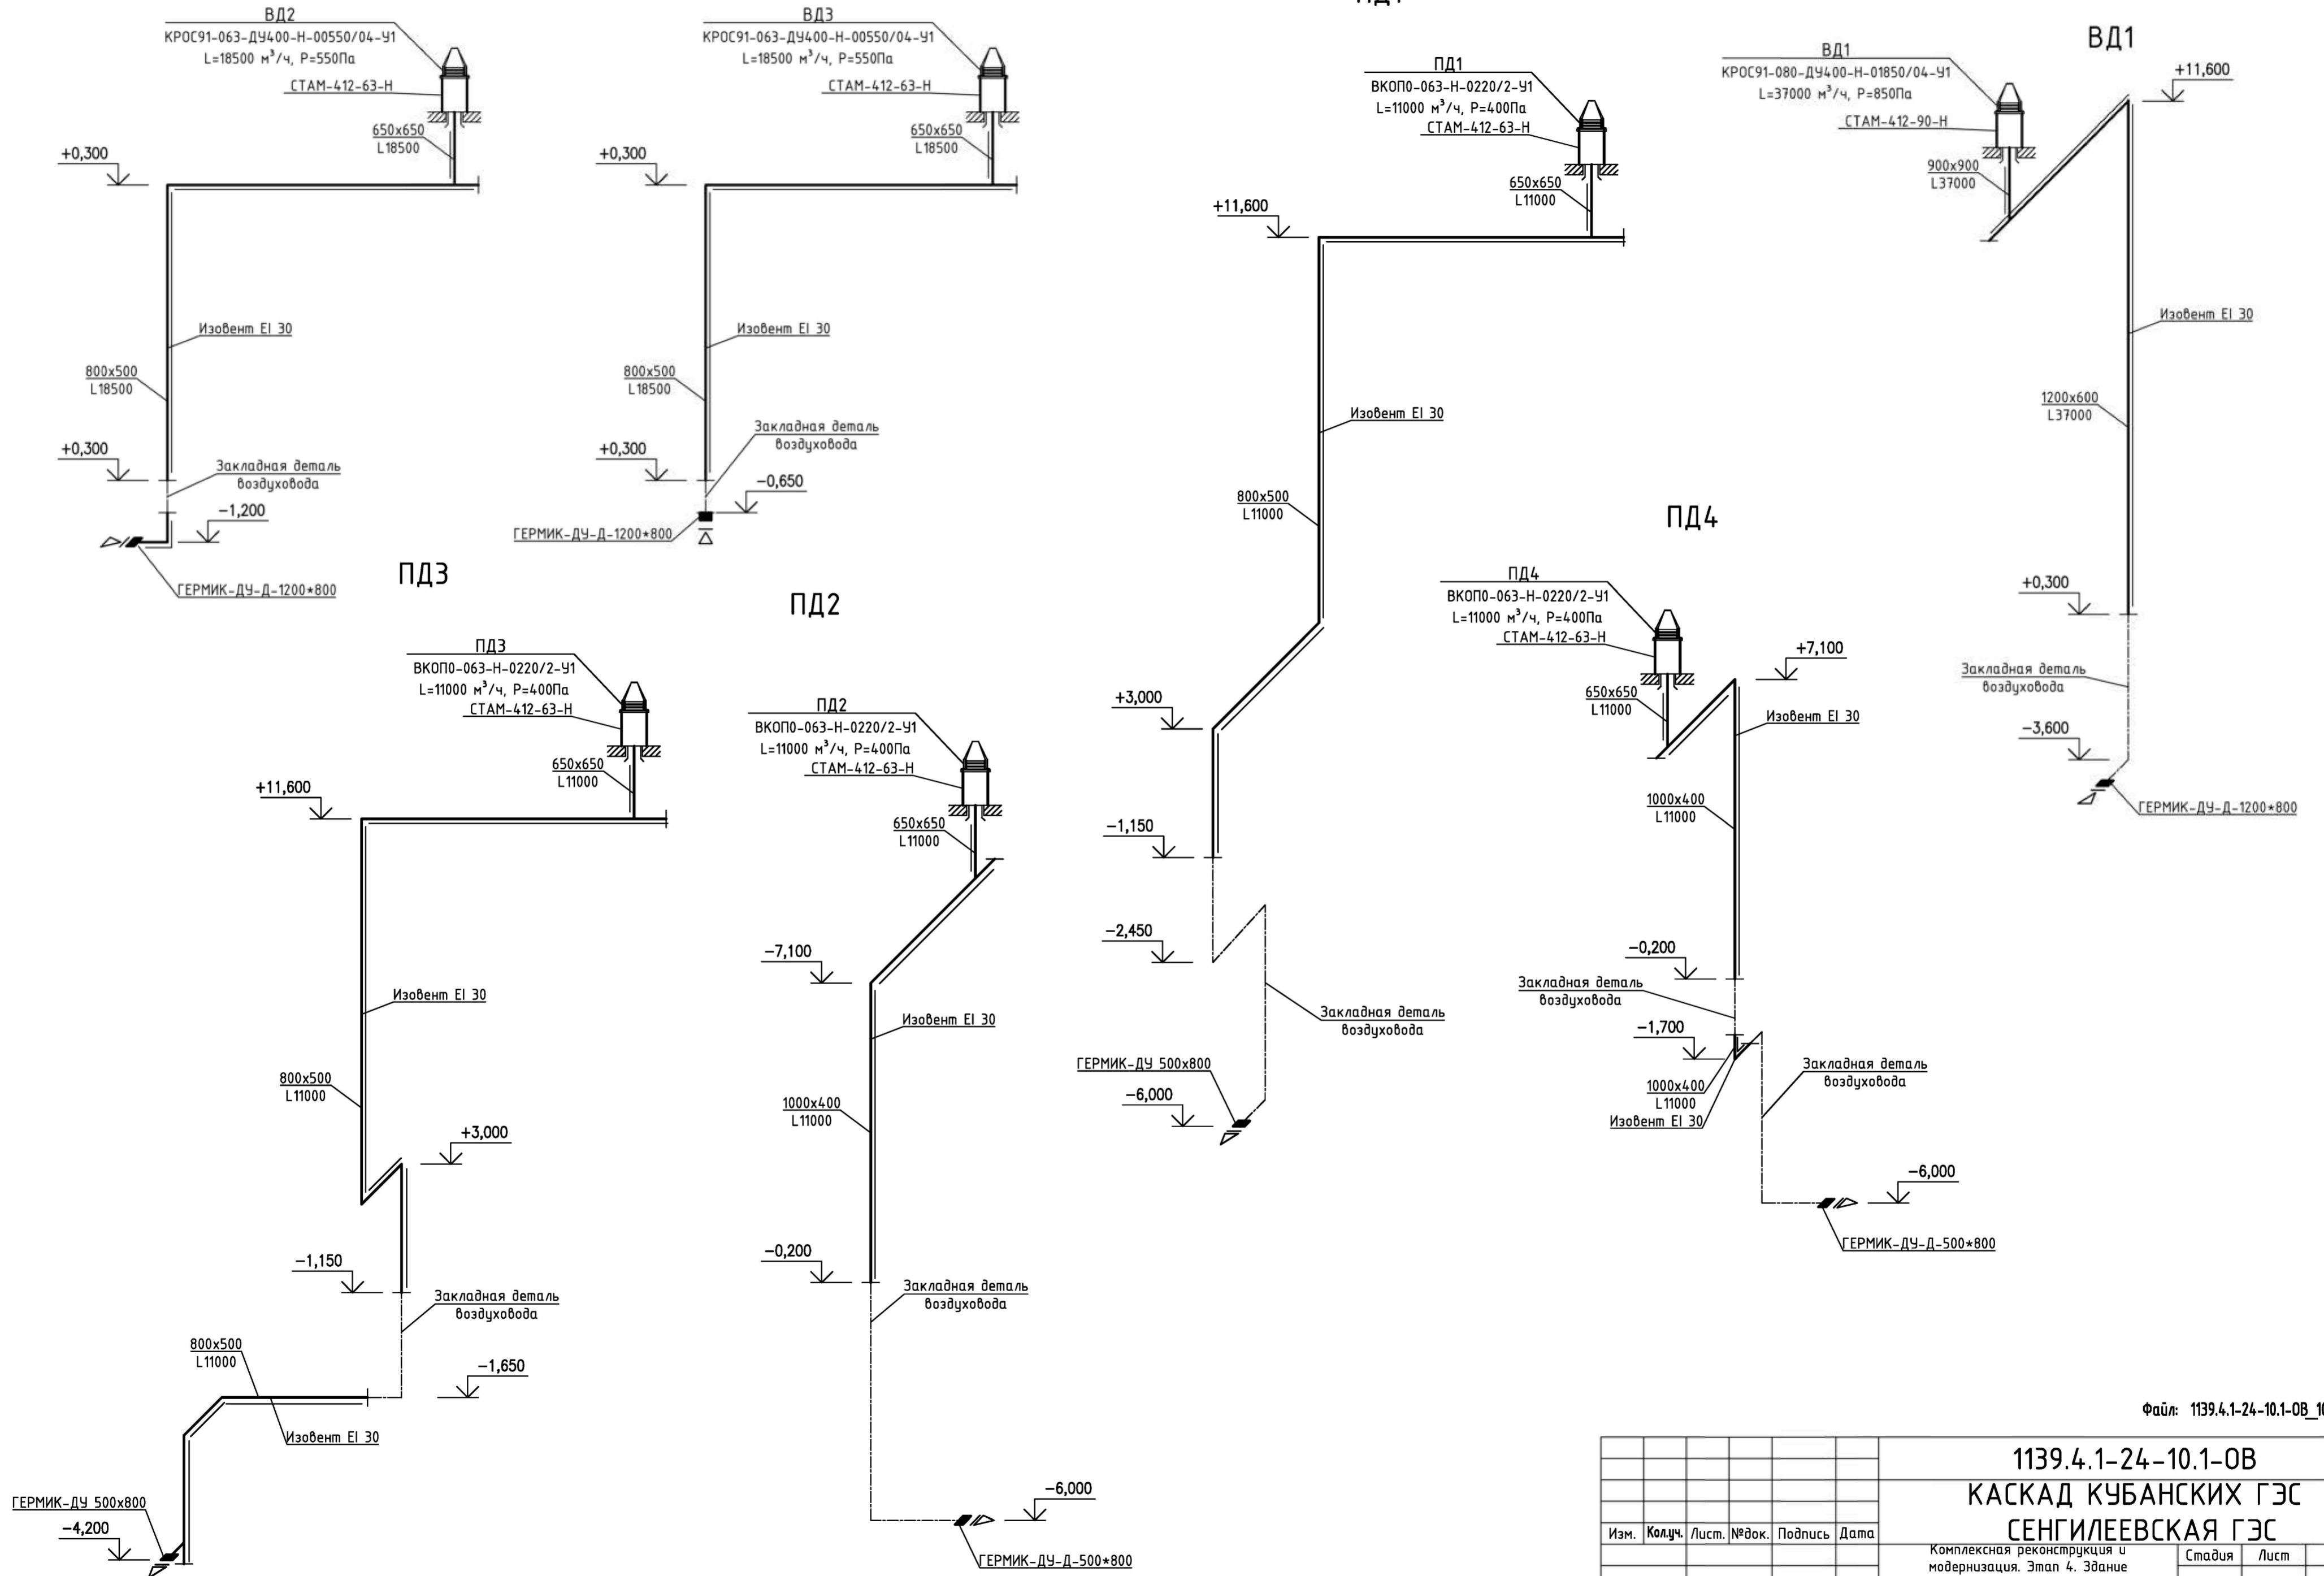 ВД2
КРОС91-063-ДУ400-Н-00550/04-У1
L=18500 м³/ч, P=550Па
СТАМ-412-63-Н
650х650
L18500
+0,300
Изовент EI 30
800х500
L18500
+0,300
Закладная деталь
воздуховода
-1,200
ГЕРМИК-ДУ-Д-1200*800
ВД3
КРОС91-063-ДУ400-Н-00550/04-У1
L=18500 м³/ч, P=550Па
СТАМ-412-63-Н
650х650
L18500
+0,300
Изовент EI 30
800х500
L18500
Закладная деталь
воздуховода
+0,300
-0,650
ГЕРМИК-ДУ-Д-1200*800
ПД1
ВКОП0-063-Н-0220/2-У1
L=11000 м³/ч, P=400Па
СТАМ-412-63-Н
650х650
L11000
+11,600
Изовент EI 30
800х500
L11000
+3,000
-1,150
-2,450
Закладная деталь
воздуховода
ГЕРМИК-ДУ 500х800
-6,000
ВД1
ВД1
КРОС91-080-ДУ400-Н-01850/04-У1
L=37000 м³/ч, P=850Па
СТАМ-412-90-Н
+11,600
900х900
L37000
Изовент EI 30
1200х600
L37000
+0,300
Закладная деталь
воздуховода
-3,600
ГЕРМИК-ДУ-Д-1200*800
ПД4
ПД4
ВКОП0-063-Н-0220/2-У1
L=11000 м³/ч, P=400Па
СТАМ-412-63-Н
+7,100
650х650
L11000
Изовент EI 30
1000х400
L11000
-0,200
Закладная деталь
воздуховода
-1,700
1000х400
L11000
Изовент EI 30
Закладная деталь
воздуховода
-6,000
ГЕРМИК-ДУ-Д-500*800
ПД3
ПД3
ВКОП0-063-Н-0220/2-У1
L=11000 м³/ч, P=400Па
СТАМ-412-63-Н
650х650
L11000
+11,600
Изовент EI 30
800х500
L11000
+3,000
-1,150
Закладная деталь
воздуховода
800х500
L11000
-1,650
Изовент EI 30
ГЕРМИК-ДУ 500х800
-4,200
ПД2
ПД2
ВКОП0-063-Н-0220/2-У1
L=11000 м³/ч, P=400Па
СТАМ-412-63-Н
650х650
L11000
-7,100
Изовент EI 30
1000х400
L11000
-0,200
Закладная деталь
воздуховода
-6,000
ГЕРМИК-ДУ-Д-500*800
Файл: 1139.4.1-24-10.1-ОВ
1139.4.1-24-10.1-ОВ
КАСКАД КУБАНСКИХ ГЭС
СЕНГИЛЕЕВСКАЯ ГЭС
Изм. Кол.уч. Лист. №док. Подпись Дата
Комплексная реконструкция и
модернизация. Этап 4. Здание
Стадия Лист